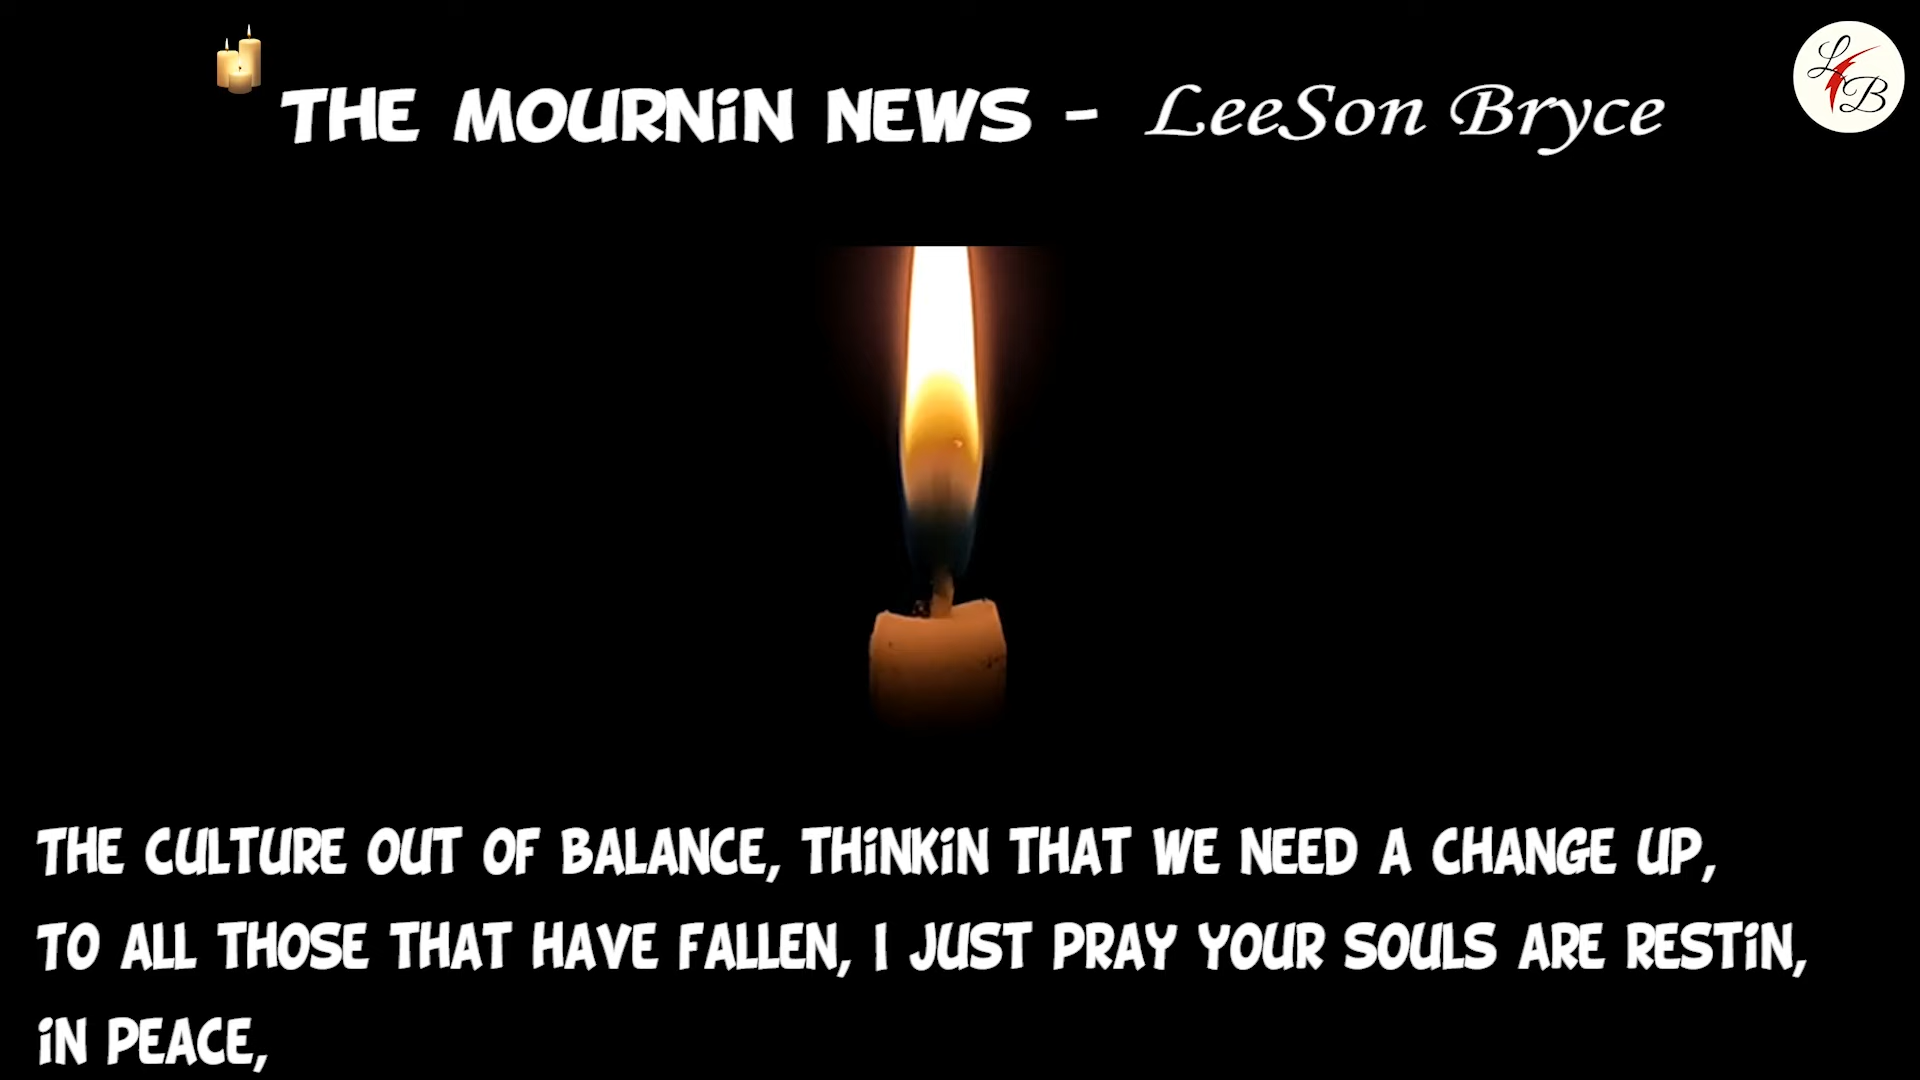 THE MOURNiN NEWS - LeeSon Bryce
L B
THE CULTURE OUT OF BALANCE, THiNKiN THAT WE NEED A CHANGE UP,
TO ALL THOSE THAT HAVE FALLEN, I JUST PRAY YOUR SOULS ARE RESTiN,
iN PEACE,